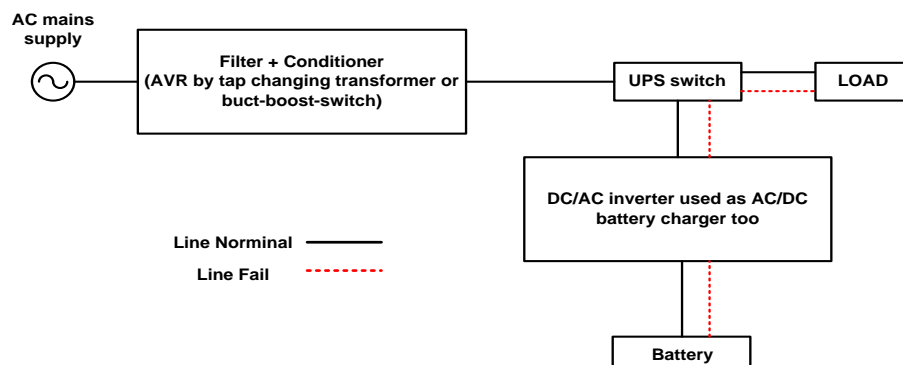 AC mains
supply
Filter + Conditioner
(AVR by tap changing transformer or
buct-boost-switch)
UPS switch
LOAD
DC/AC inverter used as AC/DC
battery charger too
Line Norminal
Line Fail
Battery